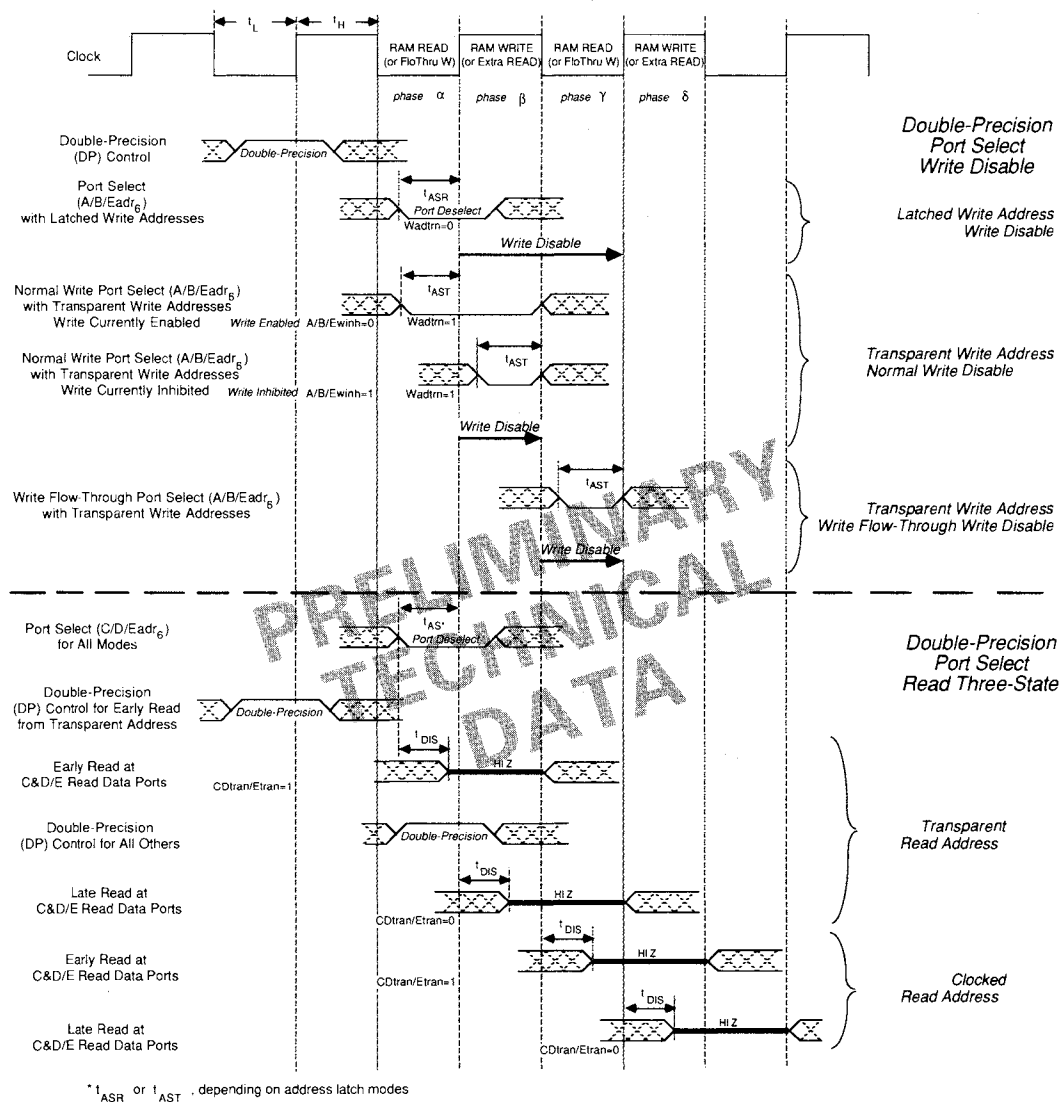 t_L t_H
Clock
RAM READ (or FloThru W)
RAM WRITE (or Extra READ)
RAM READ (or FloThru W)
RAM WRITE (or Extra READ)
phase α
phase β
phase γ
phase δ
Double-Precision
(DP) Control
Double-Precision
Double-Precision
Port Select
Write Disable
Port Select
(A/B/Eadr6)
with Latched Write Addresses
t_ASR
Port Deselect
Wadtrn=0
Write Disable
Latched Write Address
Write Disable
Normal Write Port Select (A/B/Eadr6)
with Transparent Write Addresses
Write Currently Enabled
Write Enabled A/B/Ewinh=0
t_AST
Wadtrn=1
Normal Write Port Select (A/B/Eadr6)
with Transparent Write Addresses
Write Currently Inhibited
Write Inhibited A/B/Ewinh=1
t_AST
Wadtrn=1
Write Disable
Transparent Write Address
Normal Write Disable
Write Flow-Through Port Select (A/B/Eadr6)
with Transparent Write Addresses
t_AST
Write Disable
Transparent Write Address
Write Flow-Through Write Disable
PRELIMINARY
TECHNICAL
DATA
Port Select (C/D/Eadr6)
for All Modes
t_AS*
Port Deselect
Double-Precision
Port Select
Read Three-State
Double-Precision
(DP) Control for Early Read
from Transparent Address
Double-Precision
Early Read at
C&D/E Read Data Ports
CDtran/Etran=1
t_DIS
HI Z
Double-Precision
(DP) Control for All Others
Double-Precision
Transparent
Read Address
Late Read at
C&D/E Read Data Ports
t_DIS
HI Z
CDtran/Etran=0
Early Read at
C&D/E Read Data Ports
t_DIS
HI Z
CDtran/Etran=1
Clocked
Read Address
Late Read at
C&D/E Read Data Ports
t_DIS
HI Z
CDtran/Etran=0
* t_ASR or t_AST , depending on address latch modes